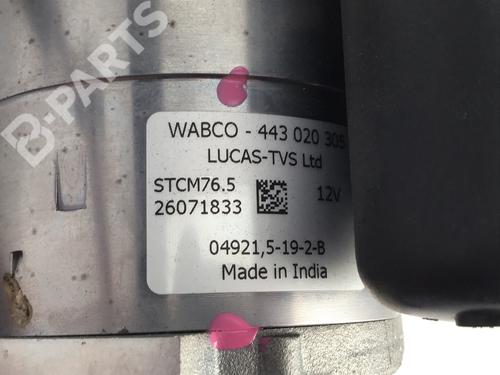 B-PARTS
WABCO - 443 020 305
LUCAS-TVS Ltd
STCM76.5
12V
26071833
04921,5-19-2-B
Made in India